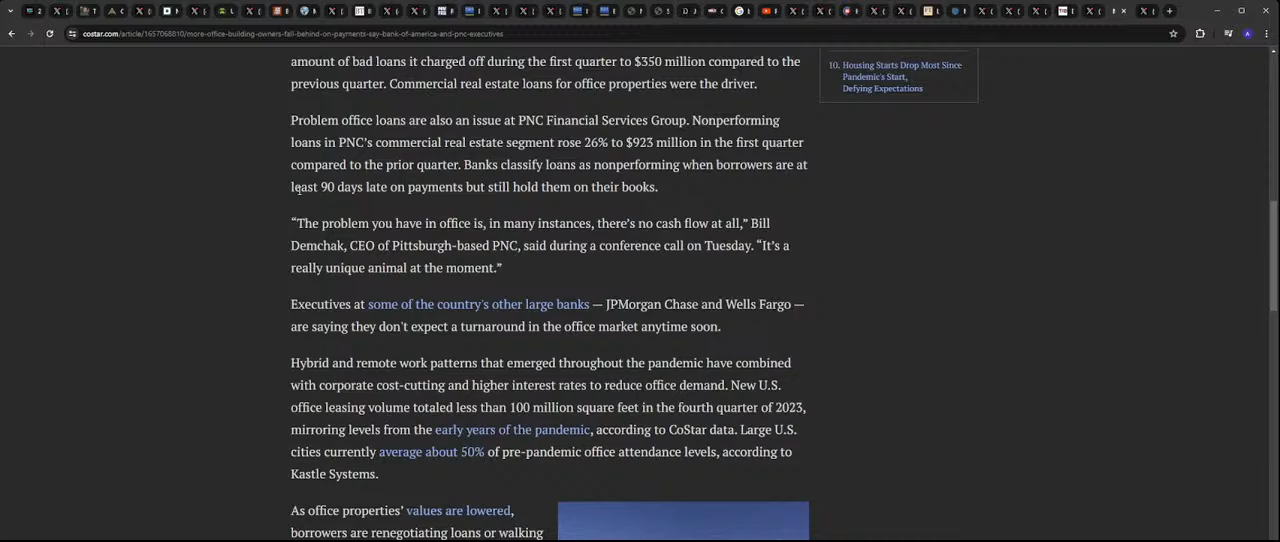 costar.com/article/1657068810/more-office-building-owners-fall-behind-on-payments-say-bank-of-america-and-pnc-executives
amount of bad loans it charged off during the first quarter to $350 million compared to the
previous quarter. Commercial real estate loans for office properties were the driver.
10. Housing Starts Drop Most Since
Pandemic's Start,
Defying Expectations
Problem office loans are also an issue at PNC Financial Services Group. Nonperforming
loans in PNC's commercial real estate segment rose 26% to $923 million in the first quarter
compared to the prior quarter. Banks classify loans as nonperforming when borrowers are at
least 90 days late on payments but still hold them on their books.
“The problem you have in office is, in many instances, there's no cash flow at all,” Bill
Demchak, CEO of Pittsburgh-based PNC, said during a conference call on Tuesday. “It's a
really unique animal at the moment.”
Executives at some of the country's other large banks — JPMorgan Chase and Wells Fargo —
are saying they don't expect a turnaround in the office market anytime soon.
Hybrid and remote work patterns that emerged throughout the pandemic have combined
with corporate cost-cutting and higher interest rates to reduce office demand. New U.S.
office leasing volume totaled less than 100 million square feet in the fourth quarter of 2023,
mirroring levels from the early years of the pandemic, according to CoStar data. Large U.S.
cities currently average about 50% of pre-pandemic office attendance levels, according to
Kastle Systems.
As office properties' values are lowered,
borrowers are renegotiating loans or walking